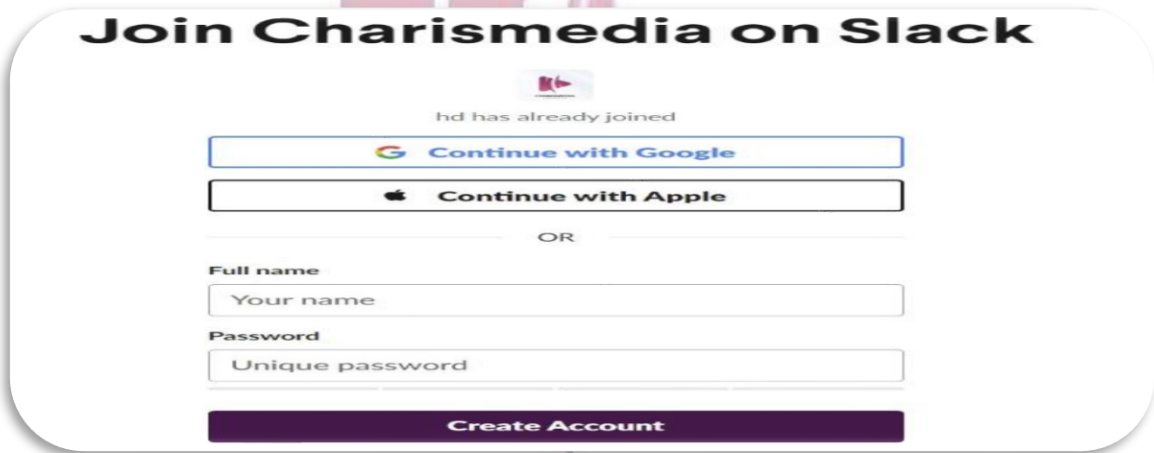 Join Charismedia on Slack
hd has already joined
Continue with Google
Continue with Apple
OR
Full name
Your name
Password
Unique password
Create Account